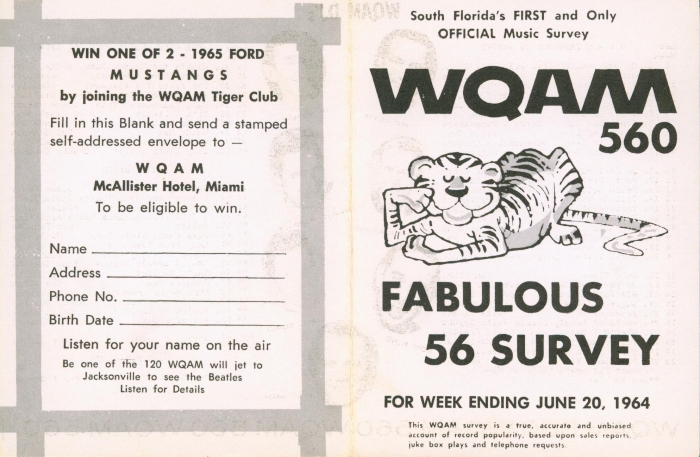 WIN ONE OF 2 - 1965 FORD
MUSTANGS
by joining the WQAM Tiger Club
Fill in this Blank and send a stamped
self-addressed envelope to —
WQAM
McAllister Hotel, Miami
To be eligible to win.
Name
Address
Phone No.
Birth Date
Listen for your name on the air
Be one of the 120 WQAM will jet to
Jacksonville to see the Beatles
Listen for Details
South Florida's FIRST and Only
OFFICIAL Music Survey
WQAM
560
FABULOUS
56 SURVEY
FOR WEEK ENDING JUNE 20, 1964
This WQAM survey is a true, accurate and unbiased
account of record popularity, based upon sales reports,
juke box plays and telephone requests.